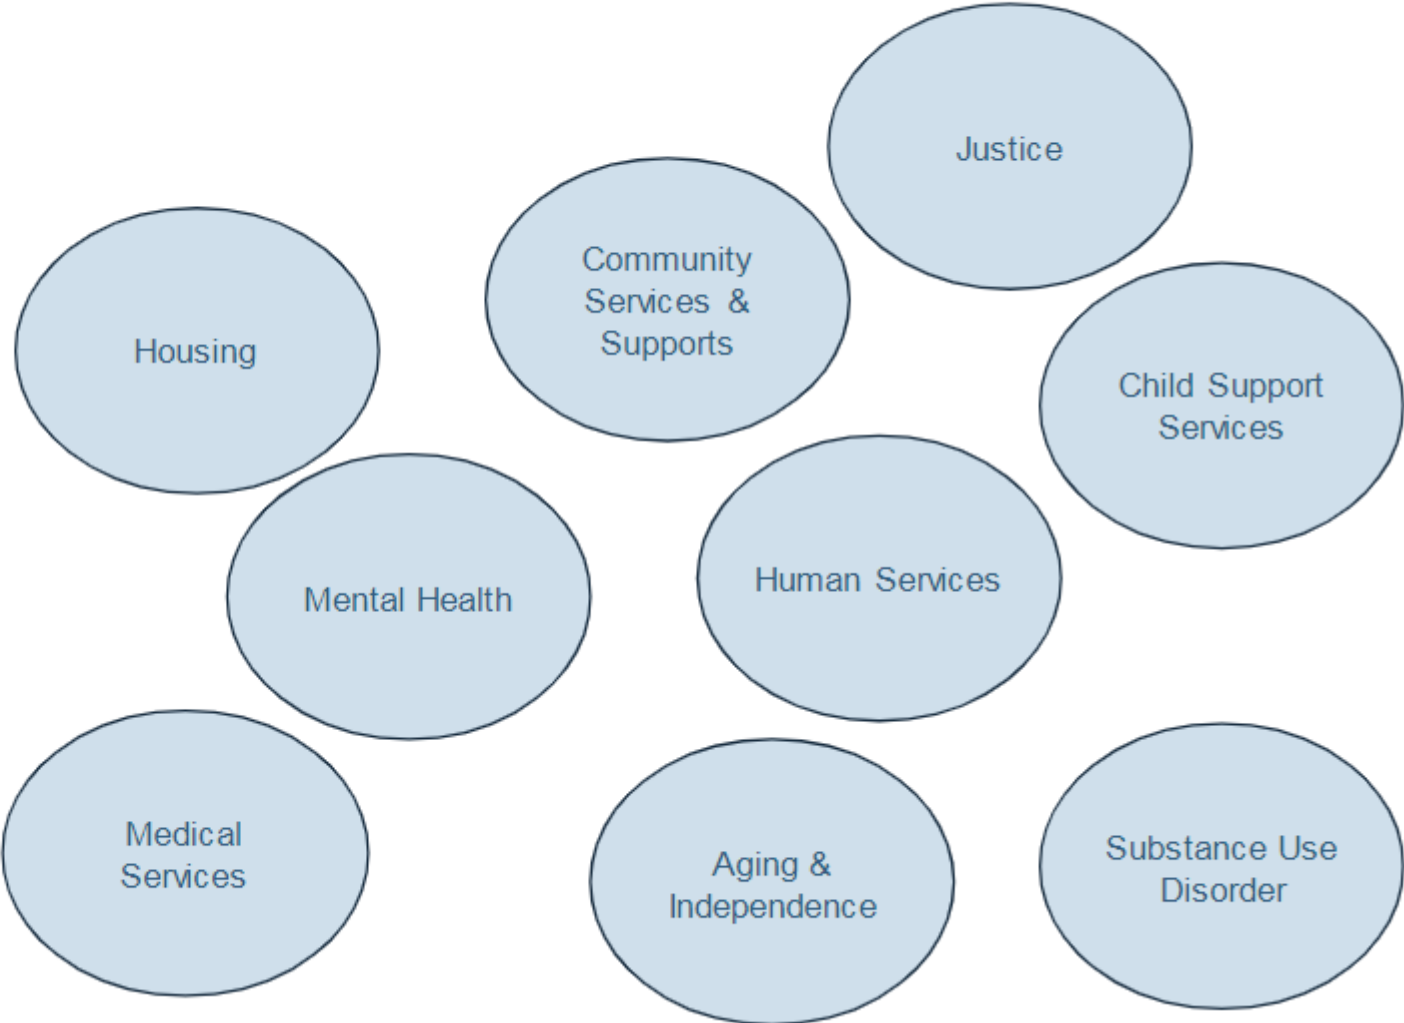 Justice
Community
Services &
Supports
Housing
Child Support
Services
Mental Health
Human Services
Medical
Services
Aging &
Independence
Substance Use
Disorder